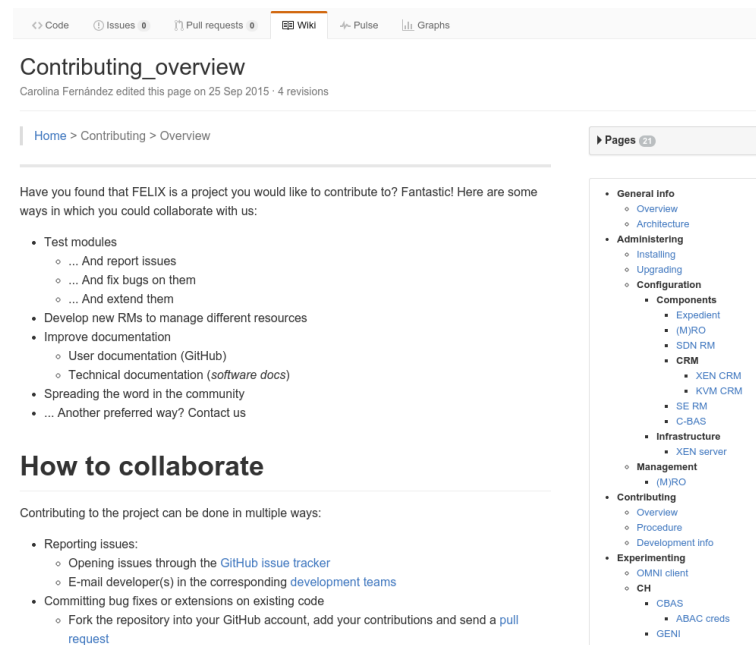 Code Issues 0 Pull requests 0 Wiki Pulse Graphs
Contributing_overview
Carolina Fernández edited this page on 25 Sep 2015 · 4 revisions
Home > Contributing > Overview
Have you found that FELIX is a project you would like to contribute to? Fantastic! Here are some
ways in which you could collaborate with us:
• Test modules
◦ ... And report issues
◦ ... And fix bugs on them
◦ ... And extend them
• Develop new RMs to manage different resources
• Improve documentation
◦ User documentation (GitHub)
◦ Technical documentation (software docs)
• Spreading the word in the community
• ... Another preferred way? Contact us
How to collaborate
Contributing to the project can be done in multiple ways:
• Reporting issues:
◦ Opening issues through the GitHub issue tracker
◦ E-mail developer(s) in the corresponding development teams
• Committing bug fixes or extensions on existing code
◦ Fork the repository into your GitHub account, add your contributions and send a pull
request
Pages 21
• General info
◦ Overview
◦ Architecture
• Administering
◦ Installing
◦ Upgrading
◦ Configuration
▪ Components
▪ Expedient
▪ (M)RO
▪ SDN RM
▪ CRM
▪ XEN CRM
▪ KVM CRM
▪ SE RM
▪ C-BAS
▪ Infrastructure
▪ XEN server
◦ Management
▪ (M)RO
• Contributing
◦ Overview
◦ Procedure
◦ Development info
• Experimenting
◦ OMNI client
◦ CH
▪ CBAS
▪ ABAC creds
▪ GENI